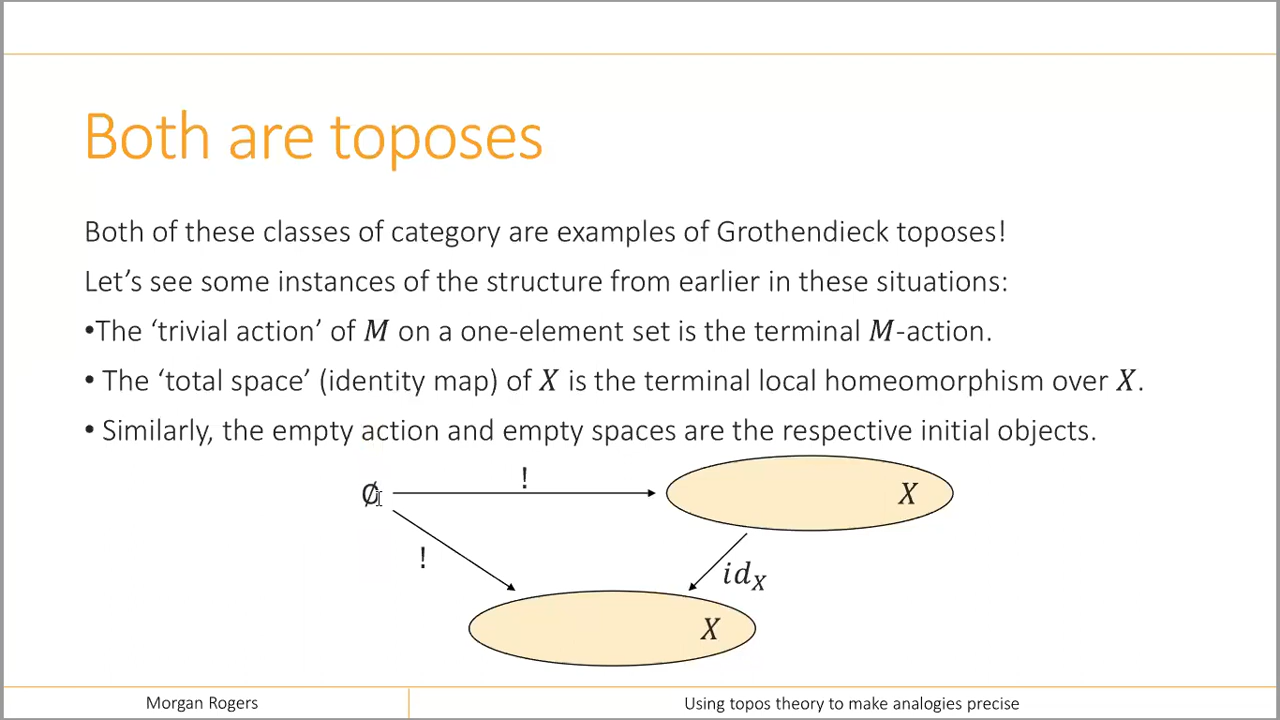 Both are toposes
Both of these classes of category are examples of Grothendieck toposes!
Let’s see some instances of the structure from earlier in these situations:
•The ‘trivial action’ of M on a one-element set is the terminal M-action.
• The ‘total space’ (identity map) of X is the terminal local homeomorphism over X.
• Similarly, the empty action and empty spaces are the respective initial objects.
∅ ! X
! id_X
X
Morgan Rogers
Using topos theory to make analogies precise